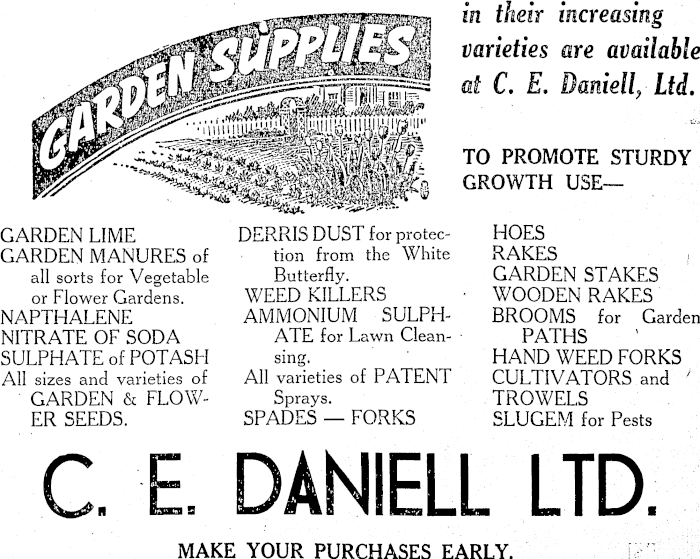 GARDEN SUPPLIES
in their increasing
varieties are available
at C. E. Daniell, Ltd.
TO PROMOTE STURDY
GROWTH USE—
GARDEN LIME
GARDEN MANURES of
all sorts for Vegetable
or Flower Gardens.
NAPTHALENE
NITRATE OF SODA
SULPHATE of POTASH
All sizes and varieties of
GARDEN & FLOW-
ER SEEDS.
DERRIS DUST for protec-
tion from the White
Butterfly.
WEED KILLERS
AMMONIUM SULPH-
ATE for Lawn Clean-
sing.
All varieties of PATENT
Sprays.
SPADES — FORKS
HOES
RAKES
GARDEN STAKES
WOODEN RAKES
BROOMS for Garden
PATHS
HAND WEED FORKS
CULTIVATORS and
TROWELS
SLUGEM for Pests
C. E. DANIELL LTD.
MAKE YOUR PURCHASES EARLY.